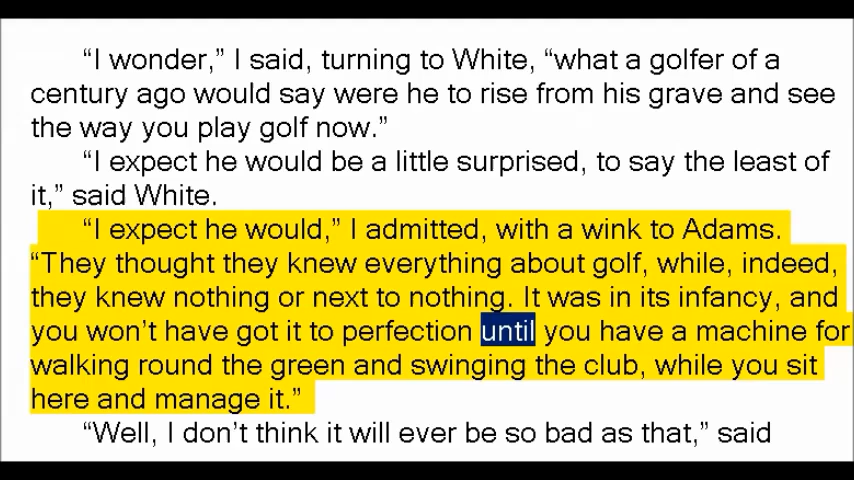 “I wonder,” I said, turning to White, “what a golfer of a
century ago would say were he to rise from his grave and see
the way you play golf now.”
“I expect he would be a little surprised, to say the least of
it,” said White.
“I expect he would,” I admitted, with a wink to Adams.
“They thought they knew everything about golf, while, indeed,
they knew nothing or next to nothing. It was in its infancy, and
you won’t have got it to perfection until you have a machine for
walking round the green and swinging the club, while you sit
here and manage it.”
“Well, I don’t think it will ever be so bad as that,” said